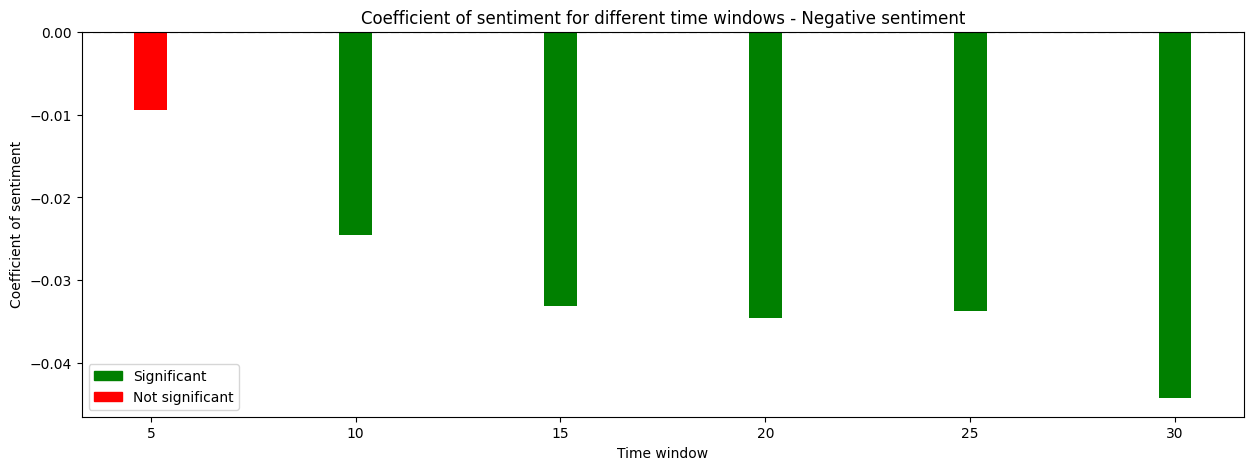 Coefficient of sentiment for different time windows - Negative sentiment
0.00
−0.01
−0.02
−0.03
−0.04
Coefficient of sentiment
Significant
Not significant
5 10 15 20 25 30
Time window